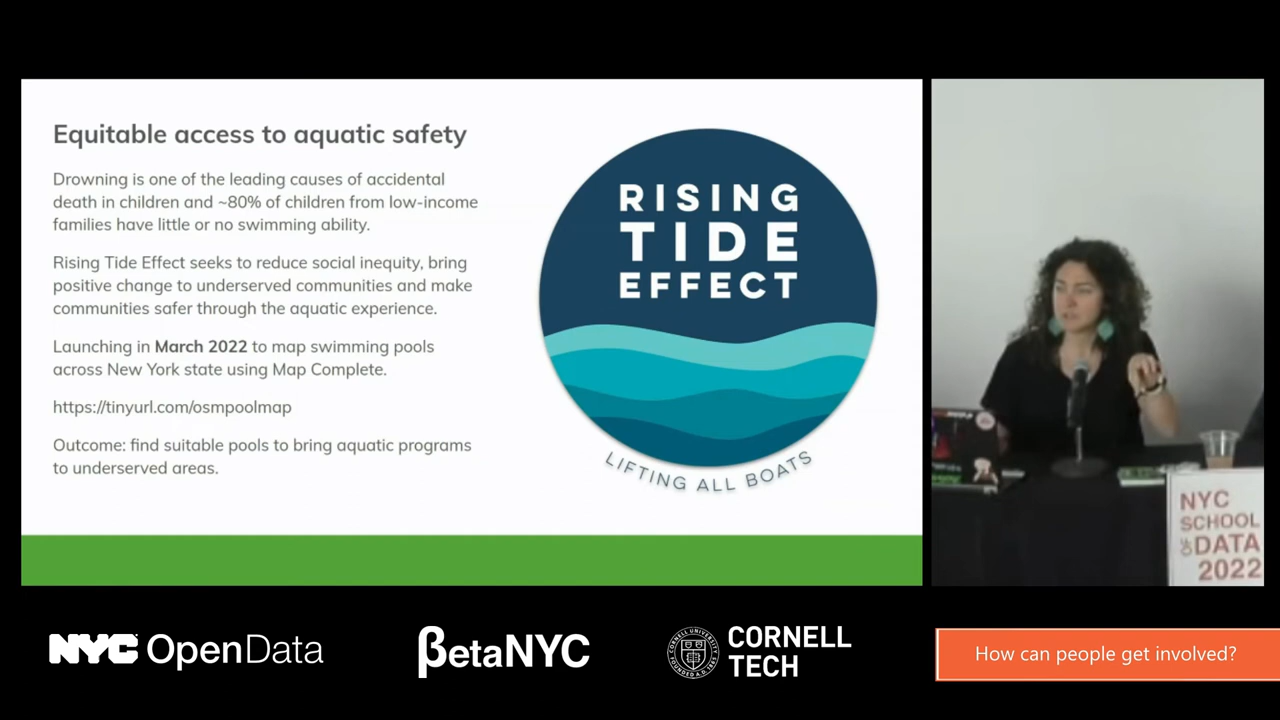 Equitable access to aquatic safety
Drowning is one of the leading causes of accidental
death in children and ~80% of children from low-income
families have little or no swimming ability.
Rising Tide Effect seeks to reduce social inequity, bring
positive change to underserved communities and make
communities safer through the aquatic experience.
Launching in March 2022 to map swimming pools
across New York state using Map Complete.
https://tinyurl.com/osmpoolmap
Outcome: find suitable pools to bring aquatic programs
to underserved areas.
RISING
TIDE
EFFECT
LIFTING ALL BOATS
NYC
SCHOOL
OF DATA
2022
NYC OpenData
βetaNYC
CORNELL
TECH
How can people get involved?